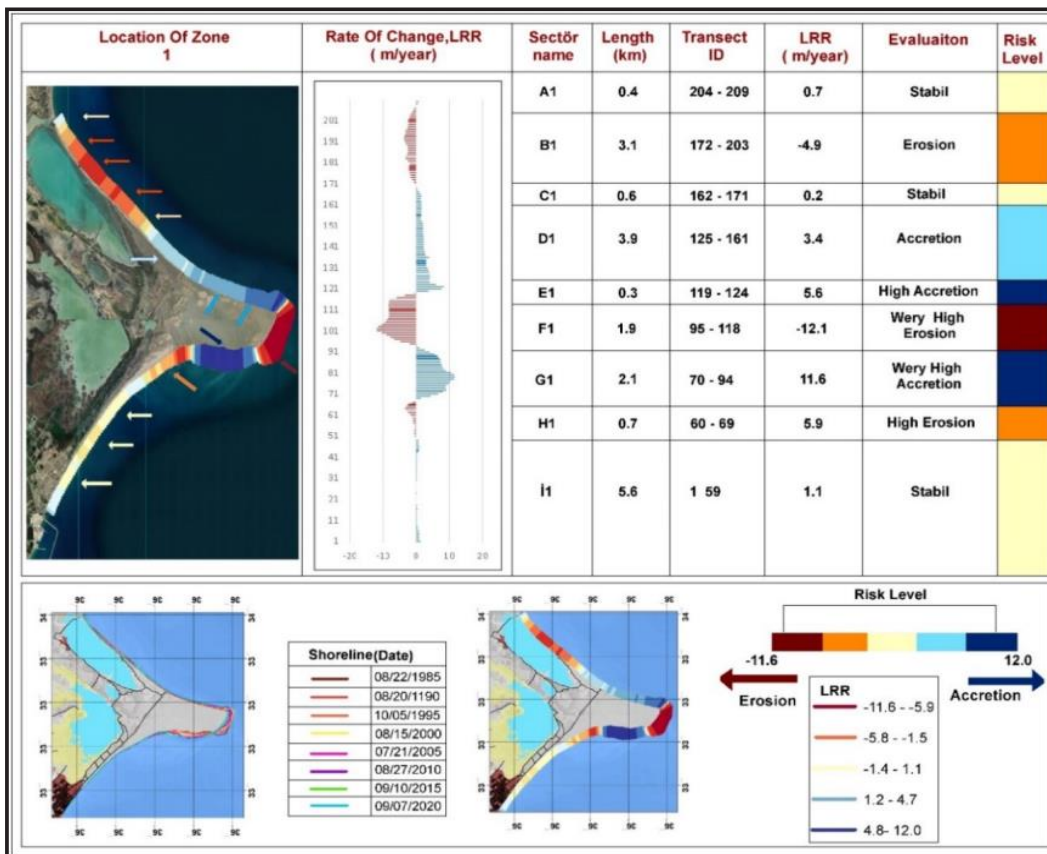 Location Of Zone
1
Rate Of Change,LRR
( m/year)
Sectör
name
Length
(km)
Transect
ID
LRR
( m/year)
Evaluaiton
Risk
Level
201
191
181
171
161
151
141
131
121
111
101
91
81
71
61
51
41
31
21
11
1
-20
-10
0
10
20
A1 0.4 204 - 209 0.7 Stabil
B1 3.1 172 - 203 -4.9 Erosion
C1 0.6 162 - 171 0.2 Stabil
D1 3.9 125 - 161 3.4 Accretion
E1 0.3 119 - 124 5.6 High Accretion
F1 1.9 95 - 118 -12.1 Wery High
Erosion
G1 2.1 70 - 94 11.6 Wery High
Accretion
H1 0.7 60 - 69 5.9 High Erosion
İ1 5.6 1 59 1.1 Stabil
Shoreline(Date)
08/22/1985
08/20/1190
10/05/1995
08/15/2000
07/21/2005
08/27/2010
09/10/2015
09/07/2020
Risk Level
-11.6
12.0
Erosion
Accretion
LRR
-11.6 - -5.9
-5.8 - -1.5
-1.4 - 1.1
1.2 - 4.7
4.8- 12.0